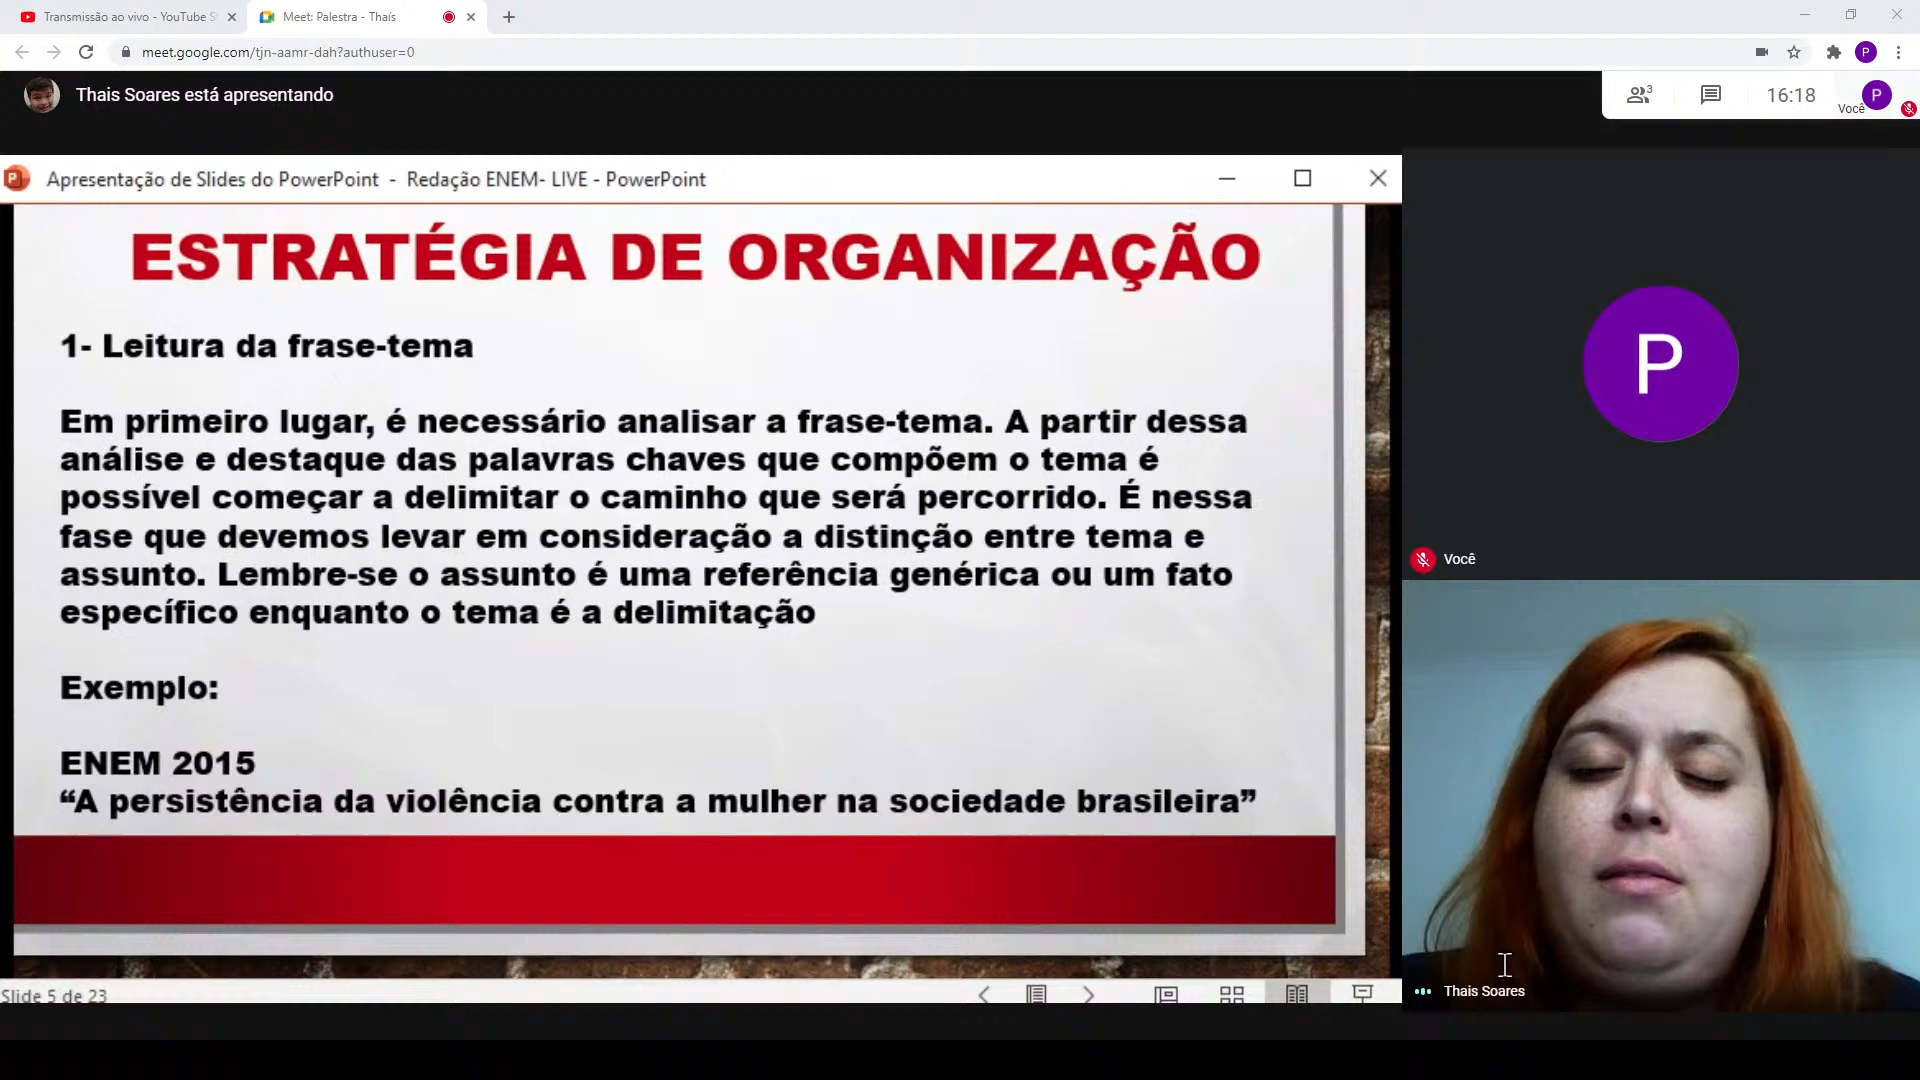 Transmissão ao vivo - YouTube S
Meet: Palestra - Thaís
meet.google.com/tjn-aamr-dah?authuser=0
P
Thais Soares está apresentando
3
16:18
Você
P
P
Apresentação de Slides do PowerPoint - Redação ENEM- LIVE - PowerPoint
ESTRATÉGIA DE ORGANIZAÇÃO
1- Leitura da frase-tema
Em primeiro lugar, é necessário analisar a frase-tema. A partir dessa
análise e destaque das palavras chaves que compõem o tema é
possível começar a delimitar o caminho que será percorrido. É nessa
fase que devemos levar em consideração a distinção entre tema e
assunto. Lembre-se o assunto é uma referência genérica ou um fato
específico enquanto o tema é a delimitação
Exemplo:
ENEM 2015
“A persistência da violência contra a mulher na sociedade brasileira”
Slide 5 de 23
P
Você
Thais Soares